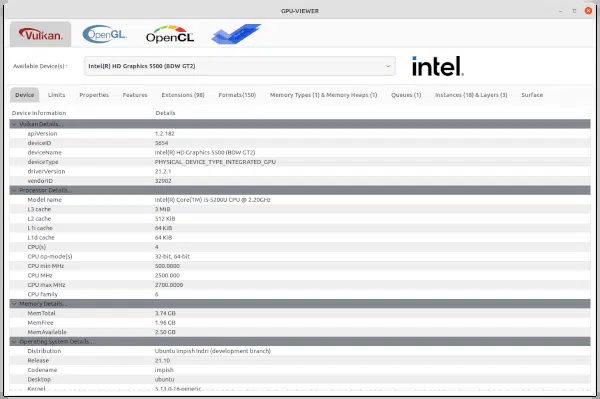 GPU-VIEWER
Vulkan. OpenGL. OpenCL
Available Device(s) : Intel(R) HD Graphics 5500 (BDW GT2) intel.
Device Limits Properties Features Extensions (98) Formats(150) Memory Types (1) & Memory Heaps (1) Queues (1) Instances (18) & Layers (3) Surface
Device Information Details
Vulkan Details...
apiVersion 1.2.182
deviceID 5654
deviceName Intel(R) HD Graphics 5500 (BDW GT2)
deviceType PHYSICAL_DEVICE_TYPE_INTEGRATED_GPU
driverVersion 21.2.1
vendorID 32902
Processor Details...
Model name Intel(R) Core(TM) i5-5200U CPU @ 2.20GHz
L3 cache 3 MiB
L2 cache 512 KiB
L1i cache 64 KiB
L1d cache 64 KiB
CPU(s) 4
CPU op-mode(s) 32-bit, 64-bit
CPU min MHz 500.0000
CPU MHz 2500.000
CPU max MHz 2700.0000
CPU family 6
Memory Details...
MemTotal 3.74 GB
MemFree 1.96 GB
MemAvailable 2.50 GB
Operating System Details...
Distribution Ubuntu Impish Indri (development branch)
Release 21.10
Codename impish
Desktop ubuntu
Kernel 5.13.0-16-generic